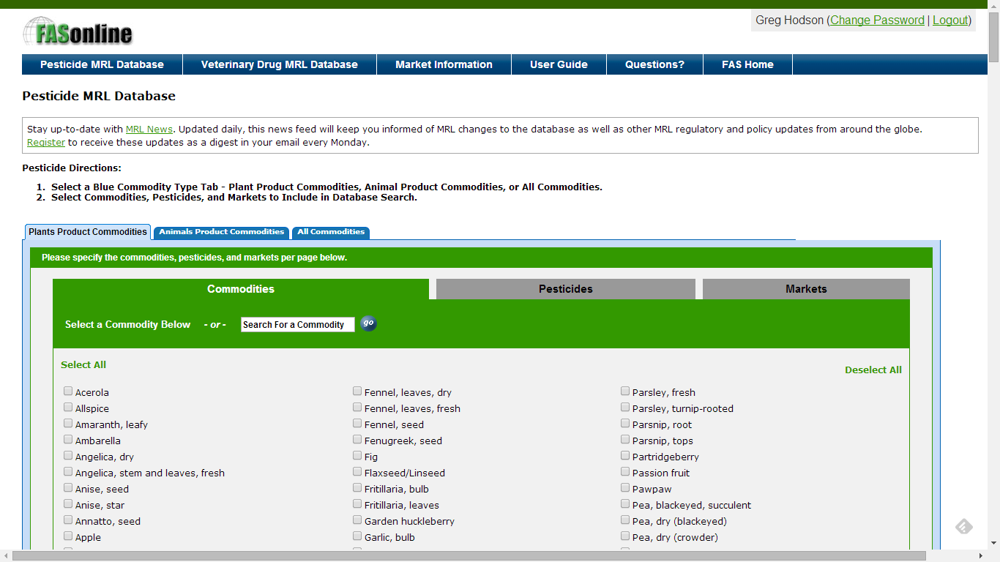 FASonline
Greg Hodson (Change Password | Logout)
Pesticide MRL Database
Veterinary Drug MRL Database
Market Information
User Guide
Questions?
FAS Home
Pesticide MRL Database
Stay up-to-date with MRL News. Updated daily, this news feed will keep you informed of MRL changes to the database as well as other MRL regulatory and policy updates from around the globe.
Register to receive these updates as a digest in your email every Monday.
Pesticide Directions:
1. Select a Blue Commodity Type Tab - Plant Product Commodities, Animal Product Commodities, or All Commodities.
2. Select Commodities, Pesticides, and Markets to Include in Database Search.
Plants Product Commodities
Animals Product Commodities
All Commodities
Please specify the commodities, pesticides, and markets per page below.
Commodities
Pesticides
Markets
Select a Commodity Below - or - Search For a Commodity go
Select All
Deselect All
Acerola
Allspice
Amaranth, leafy
Ambarella
Angelica, dry
Angelica, stem and leaves, fresh
Anise, seed
Anise, star
Annatto, seed
Apple
Fennel, leaves, dry
Fennel, leaves, fresh
Fennel, seed
Fenugreek, seed
Fig
Flaxseed/Linseed
Fritillaria, bulb
Fritillaria, leaves
Garden huckleberry
Garlic, bulb
Parsley, fresh
Parsley, turnip-rooted
Parsnip, root
Parsnip, tops
Partridgeberry
Passion fruit
Pawpaw
Pea, blackeyed, succulent
Pea, dry (blackeyed)
Pea, dry (crowder)